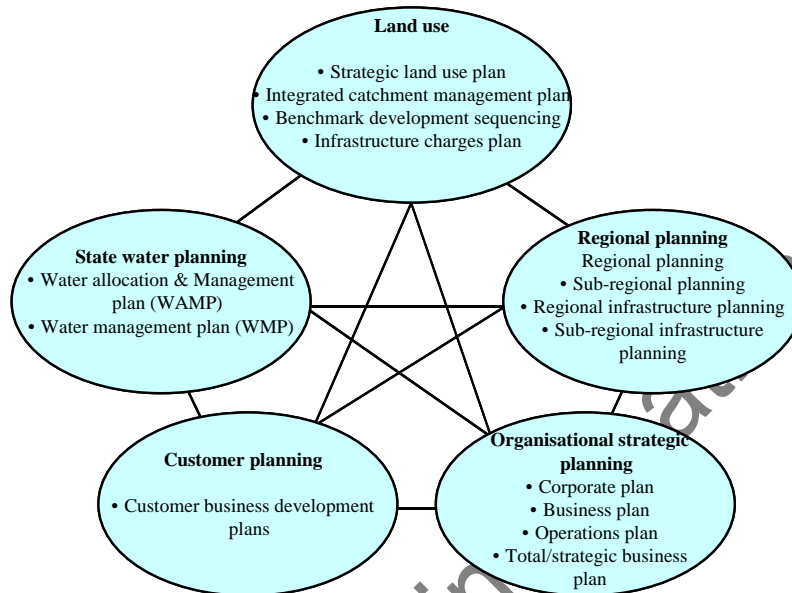 Land use
• Strategic land use plan
• Integrated catchment management plan
• Benchmark development sequencing
• Infrastructure charges plan
State water planning
• Water allocation & Management
plan (WAMP)
• Water management plan (WMP)
Regional planning
Regional planning
• Sub-regional planning
• Regional infrastructure planning
• Sub-regional infrastructure
planning
Customer planning
• Customer business development
plans
Organisational strategic
planning
• Corporate plan
• Business plan
• Operations plan
• Total/strategic business
plan